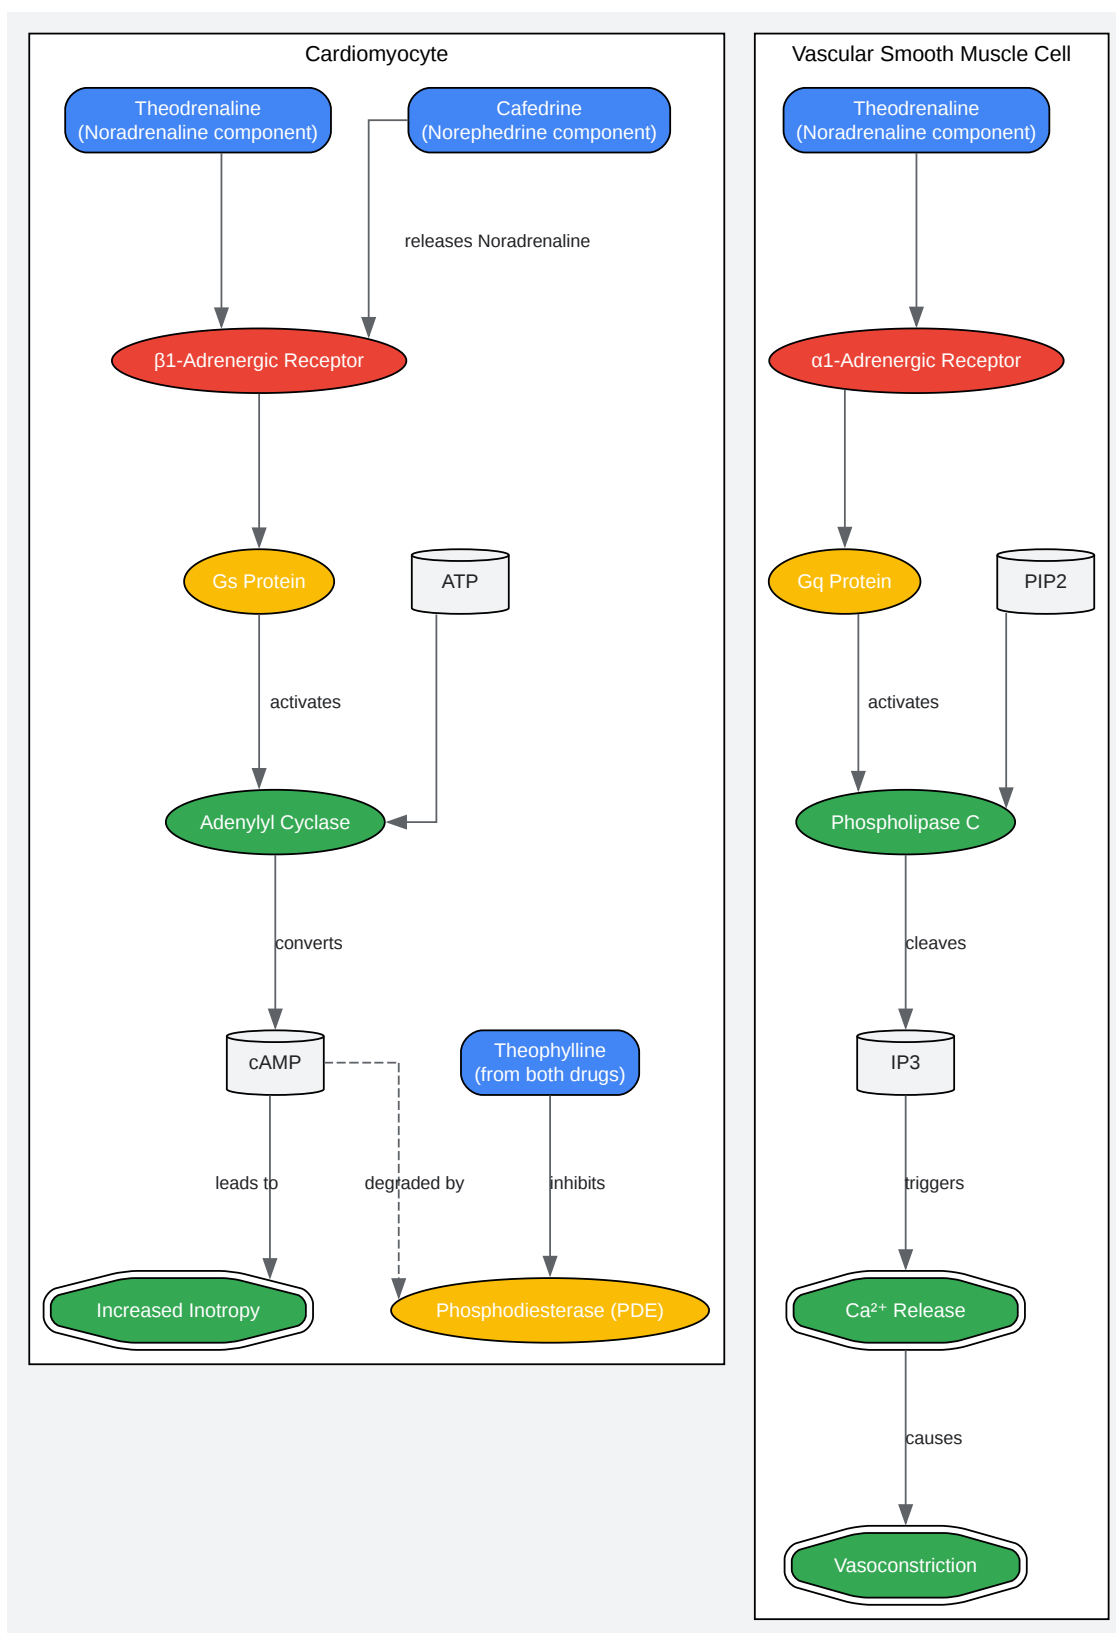 Cardiomyocyte
Theodrenaline
(Noradrenaline component)
Cafedrine
(Norephedrine component)
releases Noradrenaline
β1-Adrenergic Receptor
Gs Protein
ATP
activates
Adenylyl Cyclase
converts
cAMP
Theophylline
(from both drugs)
leads to
degraded by
inhibits
Increased Inotropy
Phosphodiesterase (PDE)
Vascular Smooth Muscle Cell
Theodrenaline
(Noradrenaline component)
α1-Adrenergic Receptor
Gq Protein
PIP2
activates
Phospholipase C
cleaves
IP3
triggers
Ca²⁺ Release
causes
Vasoconstriction